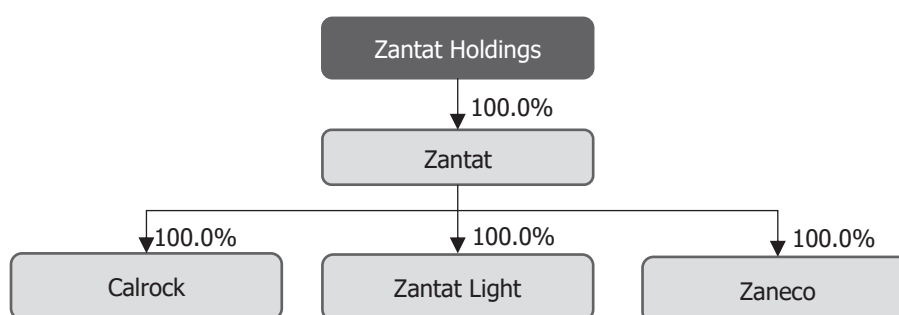 Zantat Holdings
100.0%
Zantat
100.0%
100.0%
100.0%
Calrock
Zantat Light
Zaneco